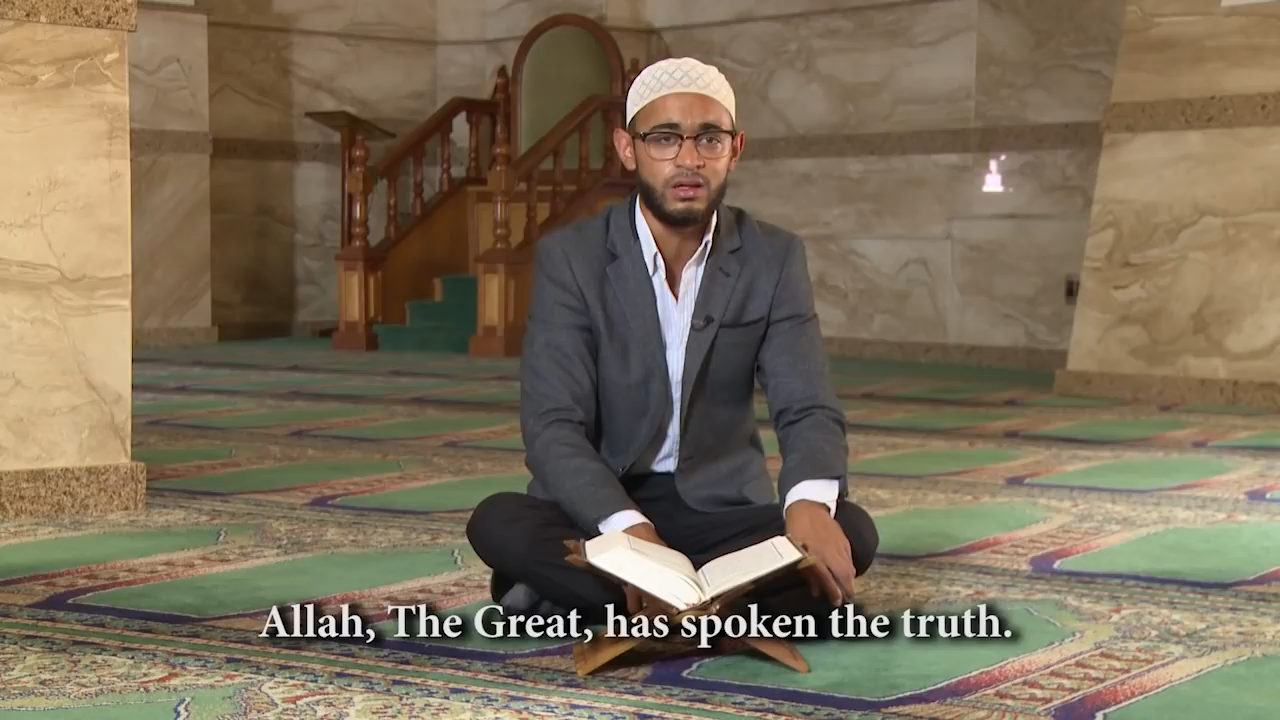 Allah, The Great, has spoken the truth.